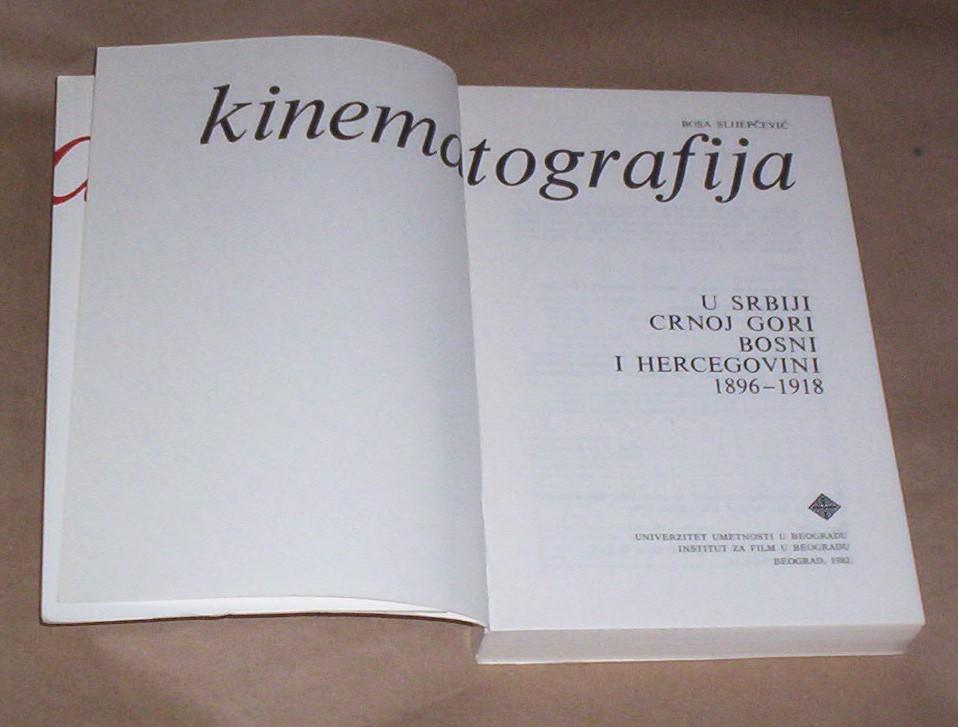 BOSA SLIJEPČEVIĆ
kinematografija
U SRBIJI
CRNOJ GORI
BOSNI
I HERCEGOVINI
1896–1918
UNIVERZITET UMETNOSTI U BEOGRADU
INSTITUT ZA FILM U BEOGRADU
BEOGRAD, 1982.